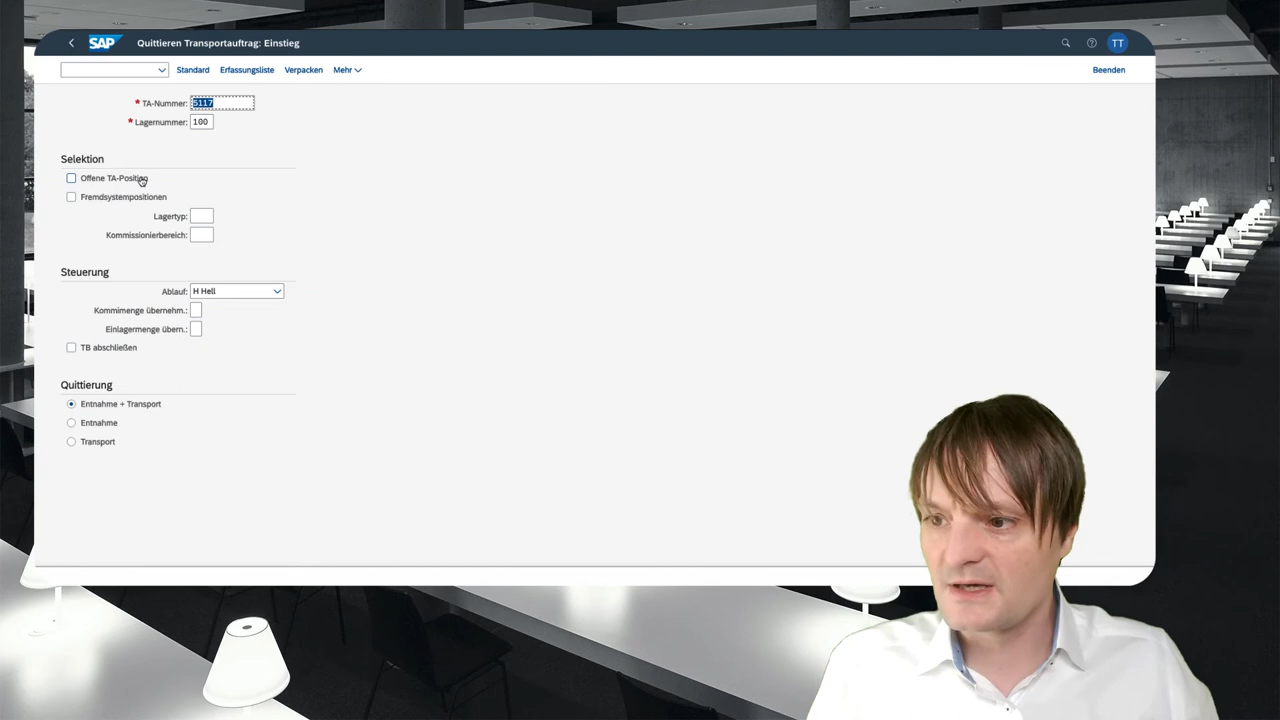 SAP Quittieren Transportauftrag: Einstieg TT
Standard Erfassungsliste Verpacken Mehr Beenden
* TA-Nummer: 5117
* Lagernummer: 100
Selektion
Offene TA-Position
Fremdsystempositionen
Lagertyp:
Kommissionierbereich:
Steuerung
Ablauf: H Hell
Kommimenge übernehm.:
Einlagermenge übern.:
TB abschließen
Quittierung
Entnahme + Transport
Entnahme
Transport